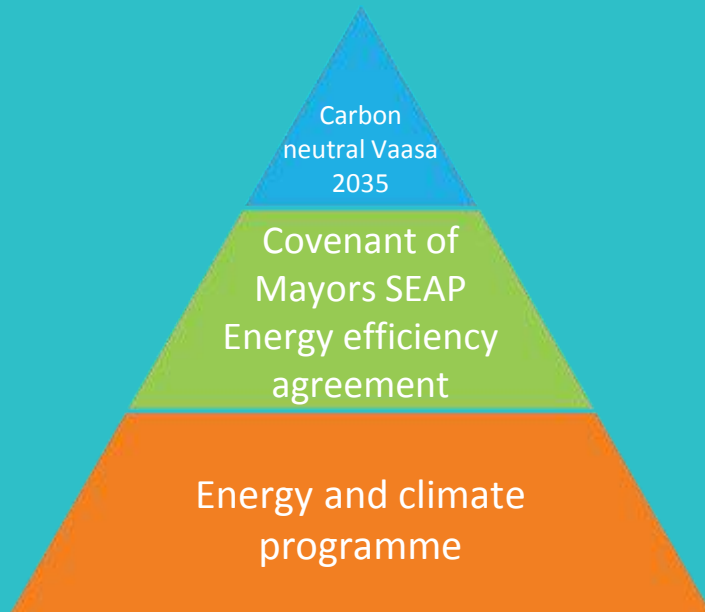 Carbon
neutral Vaasa
2035
Covenant of
Mayors SEAP
Energy efficiency
agreement
Energy and climate
programme